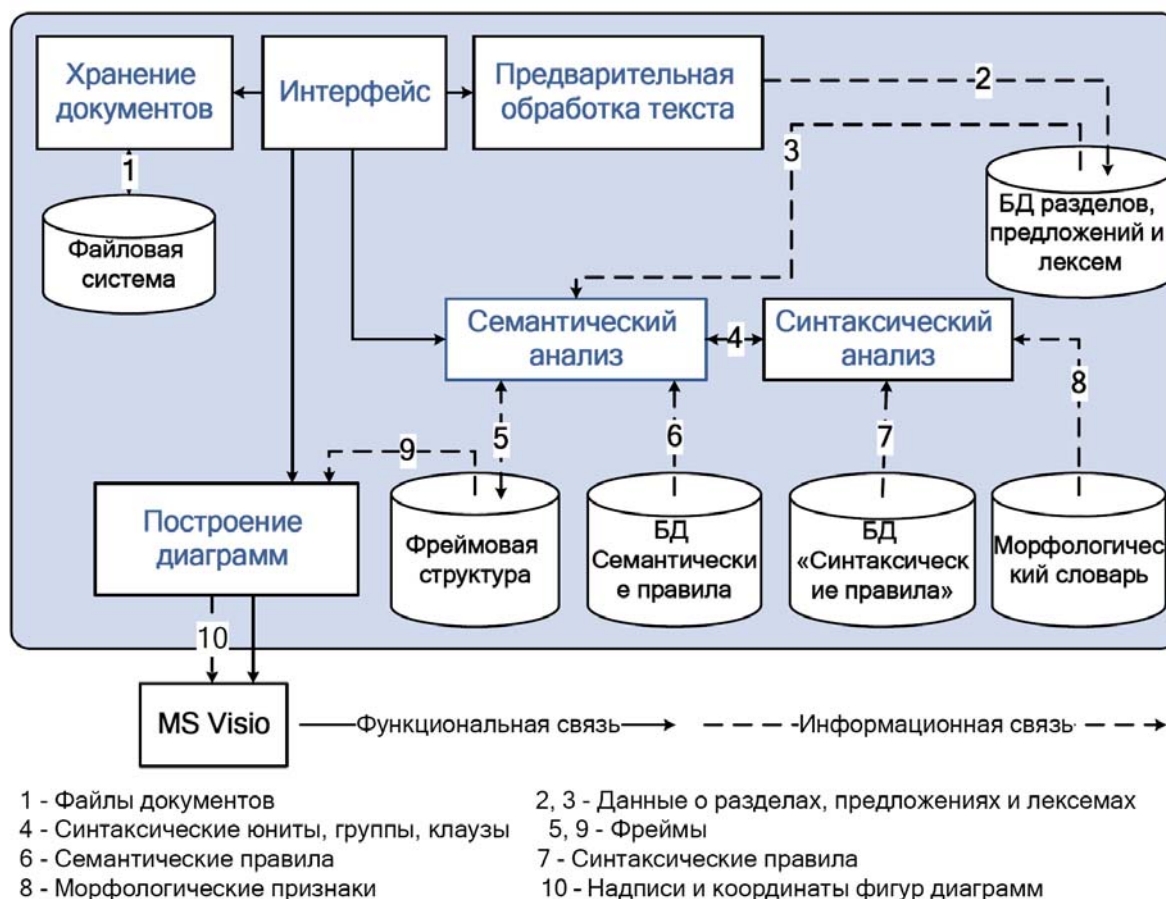 Хранение
документов
Интерфейс
Предварительная
обработка текста
2
3
1
БД разделов,
предложений и
лексем
Файловая
система
Семантический
анализ
4
Синтаксический
анализ
8
5
6
7
9
Построение
диаграмм
Фреймовая
структура
БД
Семантически
е правила
БД
«Синтаксическ
ие правила»
Морфологичес
кий словарь
10
MS Visio
Функциональная связь
Информационная связь
1 - Файлы документов
2, 3 - Данные о разделах, предложениях и лексемах
4 - Синтаксические юниты, группы, клаузы
5, 9 - Фреймы
6 - Семантические правила
7 - Синтаксические правила
8 - Морфологические признаки
10 - Надписи и координаты фигур диаграмм